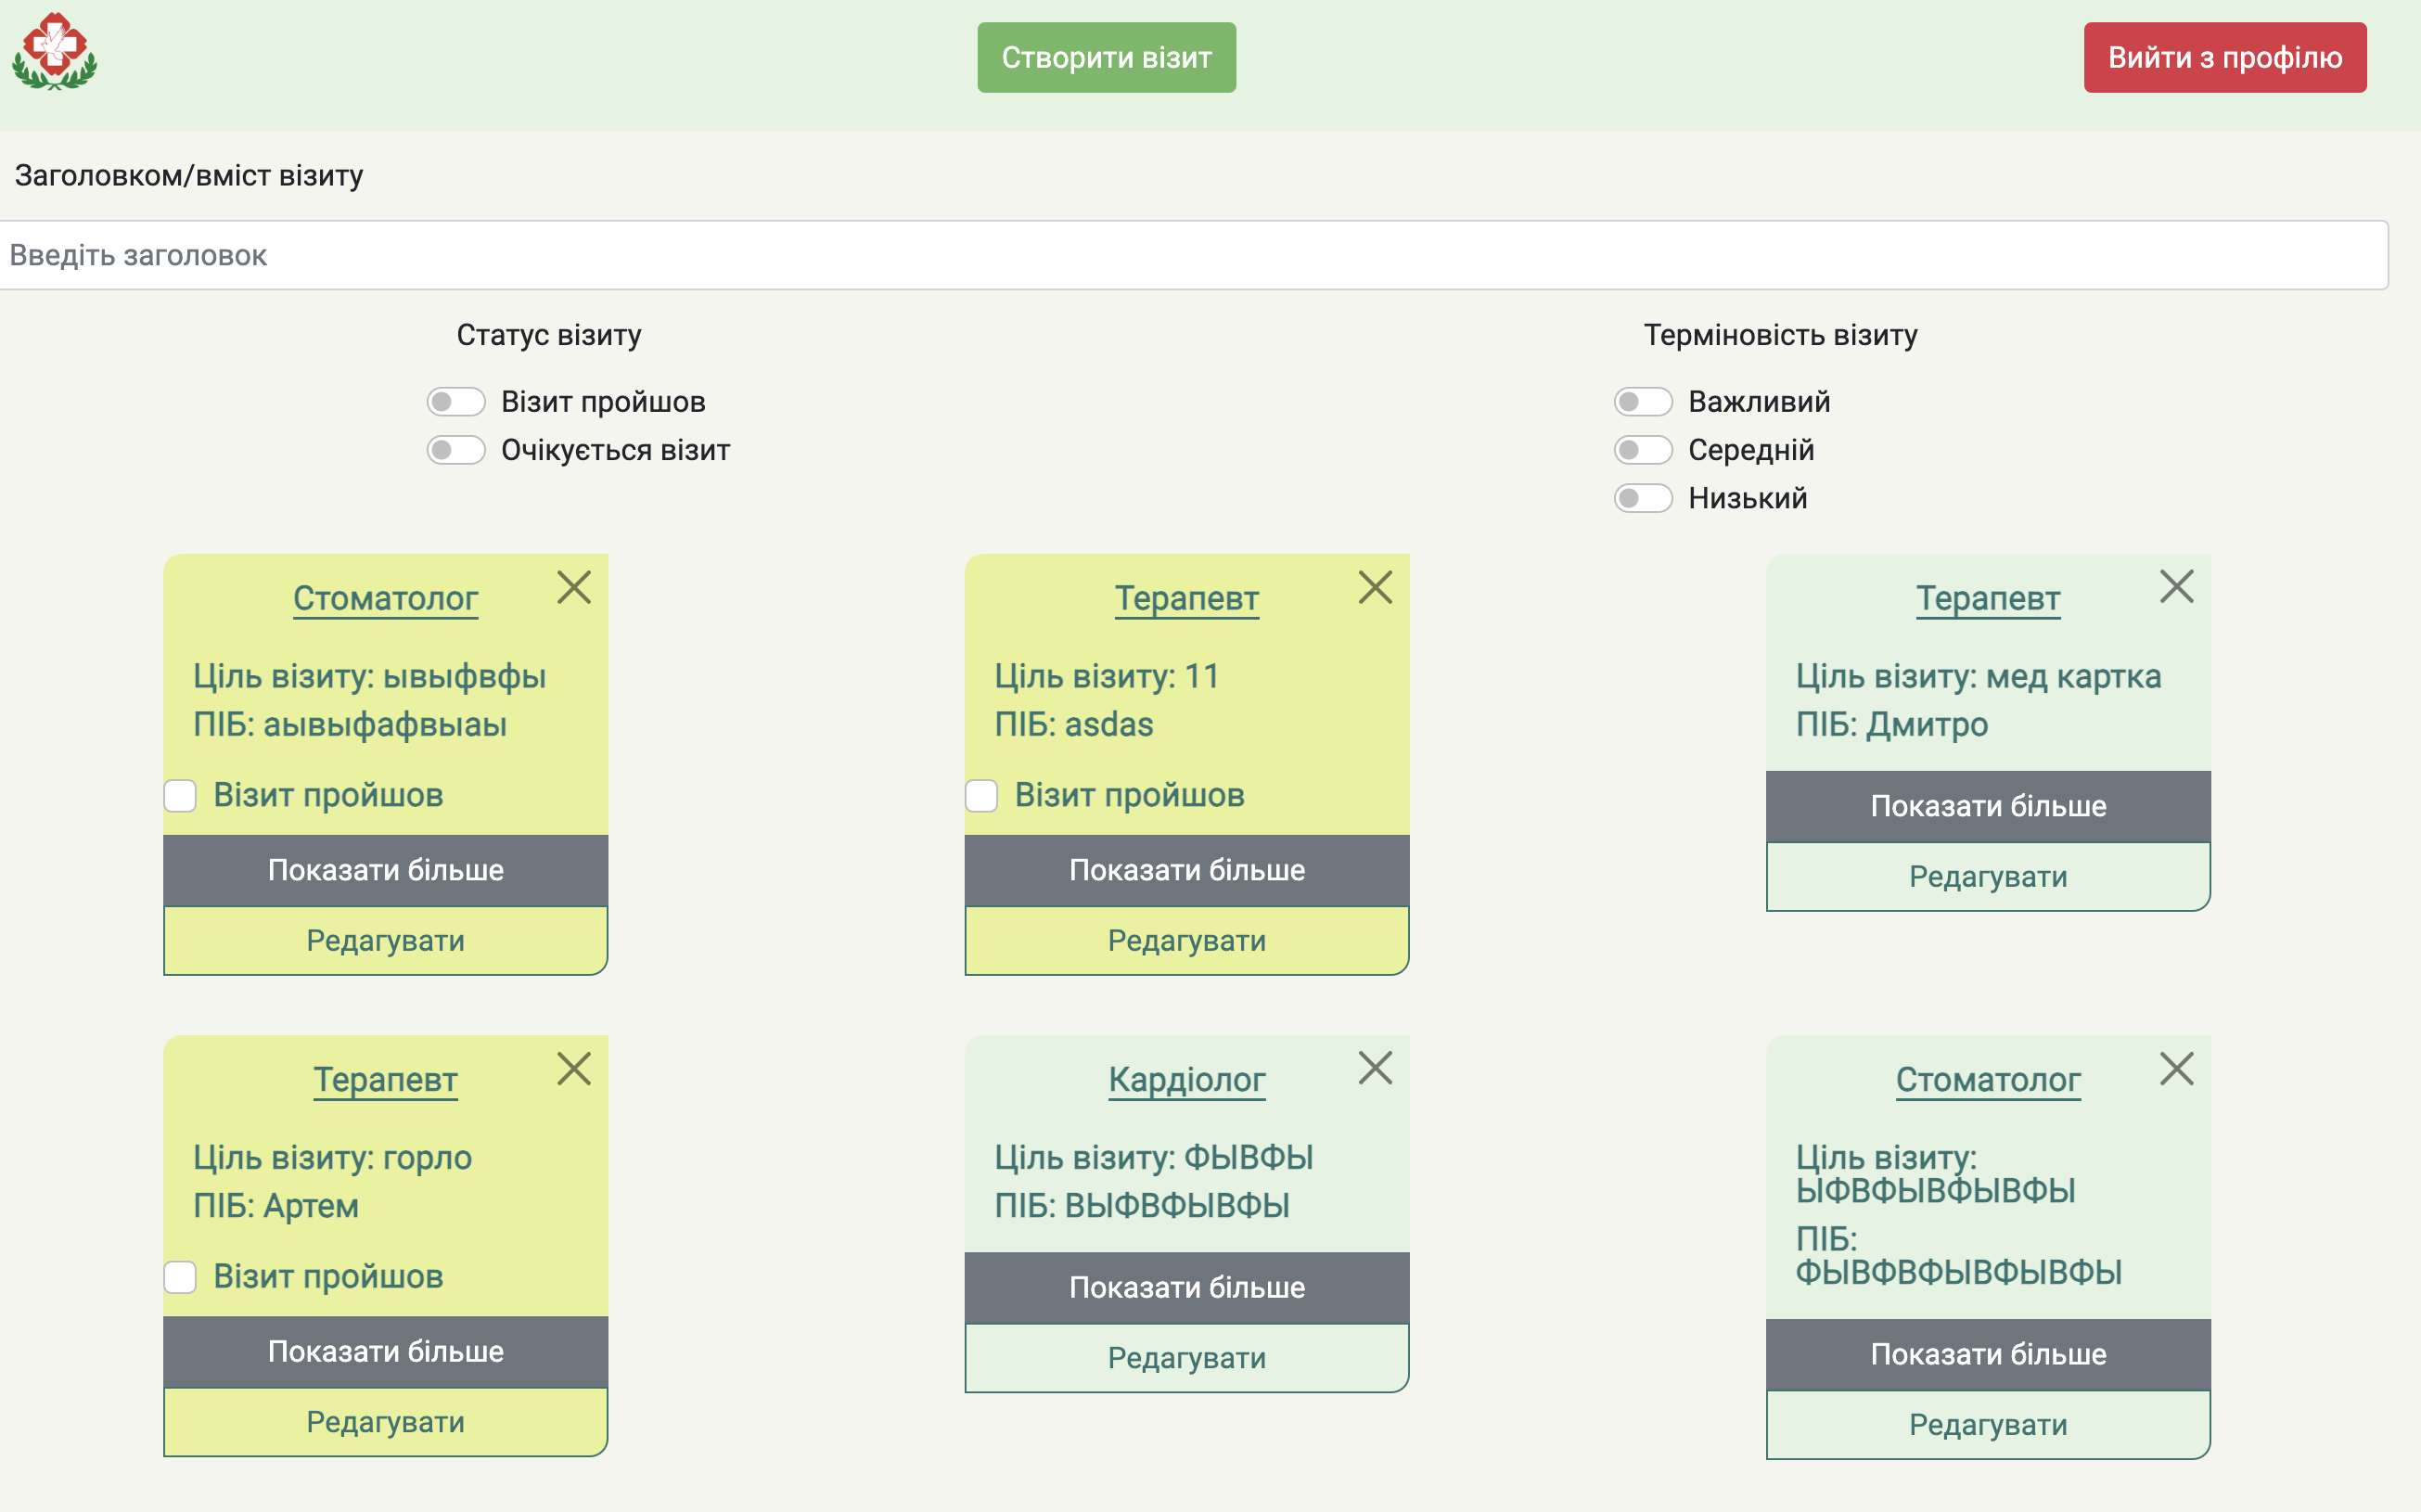 Створити візит
Вийти з профілю
Заголовком/вміст візиту
Введіть заголовок
Статус візиту
Візит пройшов
Очікується візит
Терміновість візиту
Важливий
Середній
Низький
Стоматолог
Ціль візиту: ывыфвфы
ПІБ: аывыфафвыаы
Візит пройшов
Показати більше
Редагувати
Терапевт
Ціль візиту: 11
ПІБ: asdas
Візит пройшов
Показати більше
Редагувати
Терапевт
Ціль візиту: мед картка
ПІБ: Дмитро
Показати більше
Редагувати
Терапевт
Ціль візиту: горло
ПІБ: Артем
Візит пройшов
Показати більше
Редагувати
Кардіолог
Ціль візиту: ФЫВФЫ
ПІБ: ВЫФВФЫВФЫ
Показати більше
Редагувати
Стоматолог
Ціль візиту:
ЫФВФЫВФЫВФЫ
ПІБ:
ФЫВФВФЫВФЫВФЫ
Показати більше
Редагувати